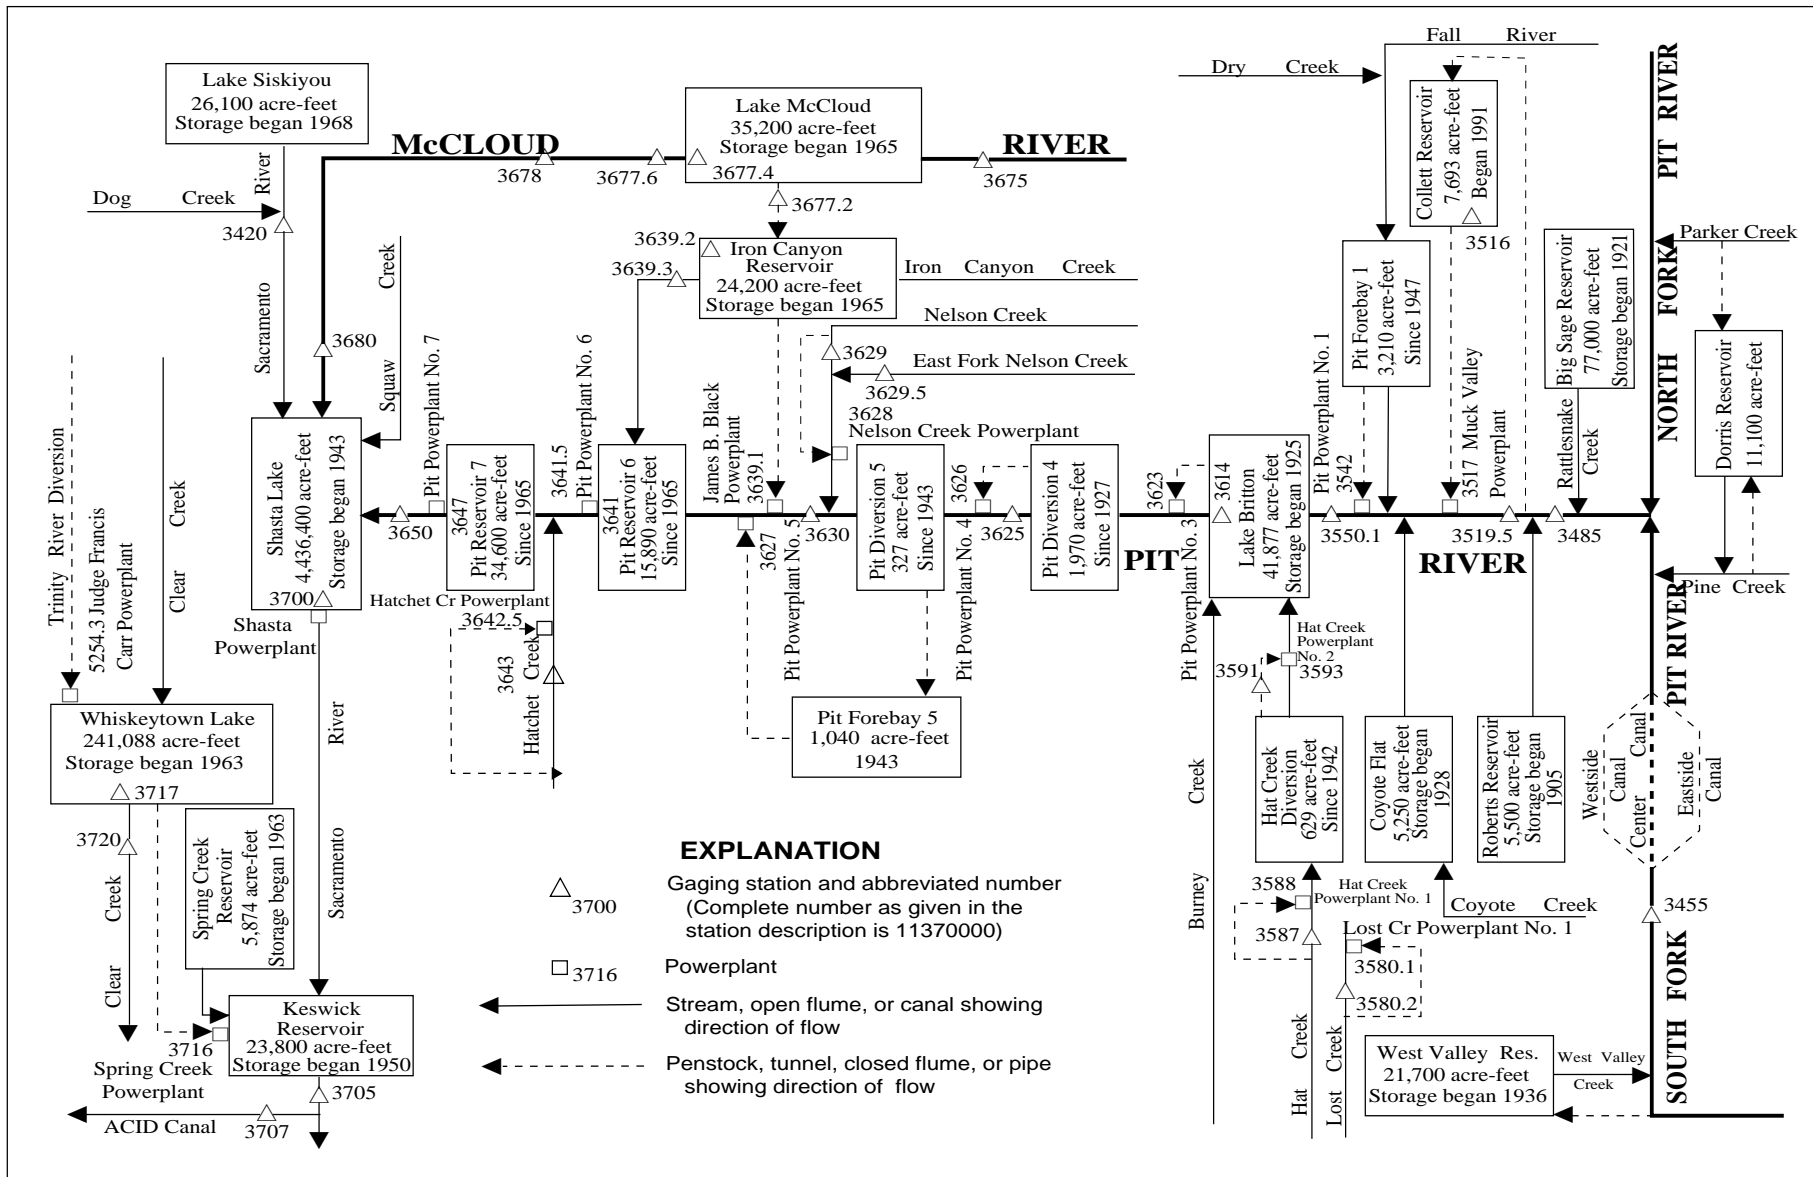 Lake Siskiyou
26,100 acre-feet
Storage began 1968
Lake McCloud
35,200 acre-feet
Storage began 1965
McCLOUD
RIVER
3678
3677.6
3677.4
3675
3677.2
Dog Creek
River
3420
Sacramento
Creek
Squaw
3680
3639.2
3639.3
Iron Canyon
Reservoir
24,200 acre-feet
Storage began 1965
Iron Canyon Creek
Nelson Creek
3629
East Fork Nelson Creek
3629.5
3628
Nelson Creek Powerplant
Fall River
Dry Creek
Collett Reservoir
7,693 acre-feet
Began 1991
3516
Pit Forebay 1
3,210 acre-feet
Since 1947
Big Sage Reservoir
77,000 acre-feet
Storage began 1921
Rattlesnake
Creek
NORTH FORK PIT RIVER
Parker Creek
Dorris Reservoir
11,100 acre-feet
Pine Creek
Trinity River Diversion
5254.3 Judge Francis
Carr Powerplant
Clear Creek
Shasta Lake
4,436,400 acre-feet
Storage began 1943
3700
Shasta
Powerplant
3650
Pit Powerplant No. 7
3647
Pit Reservoir 7
34,600 acre-feet
Since 1965
3641.5
Pit Powerplant No. 6
3641
Pit Reservoir 6
15,890 acre-feet
Since 1965
James B. Black
Powerplant
3639.1
3627
Pit Powerplant No. 5
3630
Pit Diversion 5
327 acre-feet
Since 1943
3626
Pit Powerplant No. 4
3625
Pit Diversion 4
1,970 acre-feet
Since 1927
PIT
RIVER
3623
Pit Powerplant No. 3
3614
Lake Britton
41,877 acre-feet
Storage began 1925
3550.1
Pit Powerplant No. 1
3542
3517 Muck Valley
Powerplant
3519.5
3485
Hatchet Cr Powerplant
3642.5
3643
Hatchet Creek
Pit Forebay 5
1,040 acre-feet
1943
Hat Creek
Powerplant
No. 2
3593
3591
Hat Creek
Diversion
629 acre-feet
Since 1942
Coyote Flat
5,250 acre-feet
Storage began
1928
Roberts Reservoir
5,500 acre-feet
Storage began
1905
PIT RIVER
Westside
Canal
Center Canal
Eastside
Canal
3455
SOUTH FORK
Whiskeytown Lake
241,088 acre-feet
Storage began 1963
3717
3720
Clear Creek
Spring Creek
Reservoir
5,874 acre-feet
Storage began 1963
Sacramento River
Keswick
Reservoir
23,800 acre-feet
Storage began 1950
3716
Spring Creek
Powerplant
3705
ACID Canal
3707
Burney Creek
3588
Hat Creek
Powerplant No. 1
3587
Hat Creek
Coyote Creek
Lost Cr Powerplant No. 1
3580.1
3580.2
Lost Creek
West Valley Res.
21,700 acre-feet
Storage began 1936
West Valley
Creek
EXPLANATION
3700
Gaging station and abbreviated number
(Complete number as given in the
station description is 11370000)
3716
Powerplant
Stream, open flume, or canal showing
direction of flow
Penstock, tunnel, closed flume, or pipe
showing direction of flow